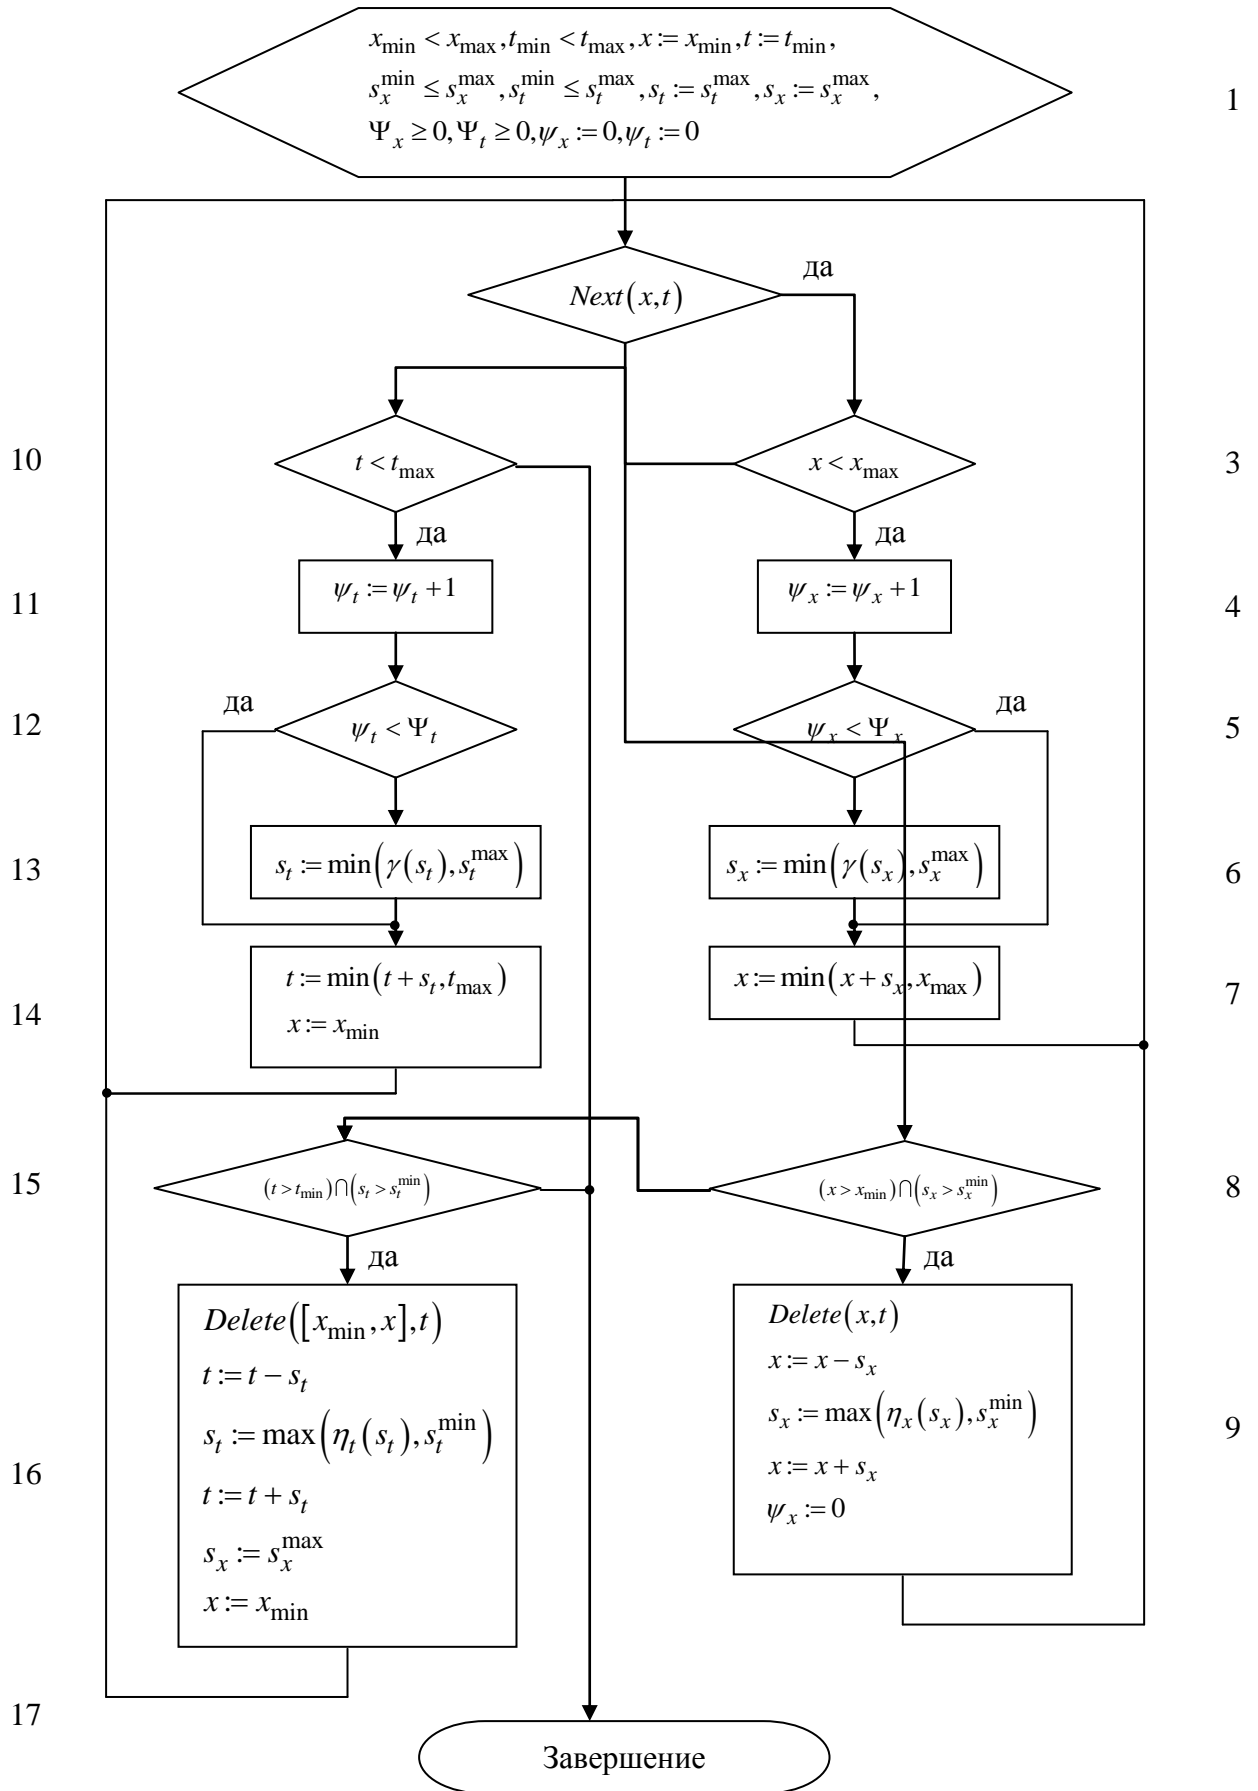 x_min < x_max, t_min < t_max, x := x_min, t := t_min,
s_x^min ≤ s_x^max, s_t^min ≤ s_t^max, s_t := s_t^max, s_x := s_x^max,
Ψ_x ≥ 0, Ψ_t ≥ 0, ψ_x := 0, ψ_t := 0
1
да
Next(x,t)
10
t < t_max
x < x_max
3
да
да
11
ψ_t := ψ_t + 1
ψ_x := ψ_x + 1
4
да
да
12
ψ_t < Ψ_t
ψ_x < Ψ_x
5
13
s_t := min(γ(s_t), s_t^max)
s_x := min(γ(s_x), s_x^max)
6
14
t := min(t + s_t, t_max)
x := x_min
x := min(x + s_x, x_max)
7
15
(t > t_min) ⋂ (s_t > s_t^min)
(x > x_min) ⋂ (s_x > s_x^min)
8
да
да
16
Delete([x_min, x], t)
t := t − s_t
s_t := max(η_t(s_t), s_t^min)
t := t + s_t
s_x := s_x^max
x := x_min
Delete(x,t)
x := x − s_x
s_x := max(η_x(s_x), s_x^min)
x := x + s_x
ψ_x := 0
9
17
Завершение